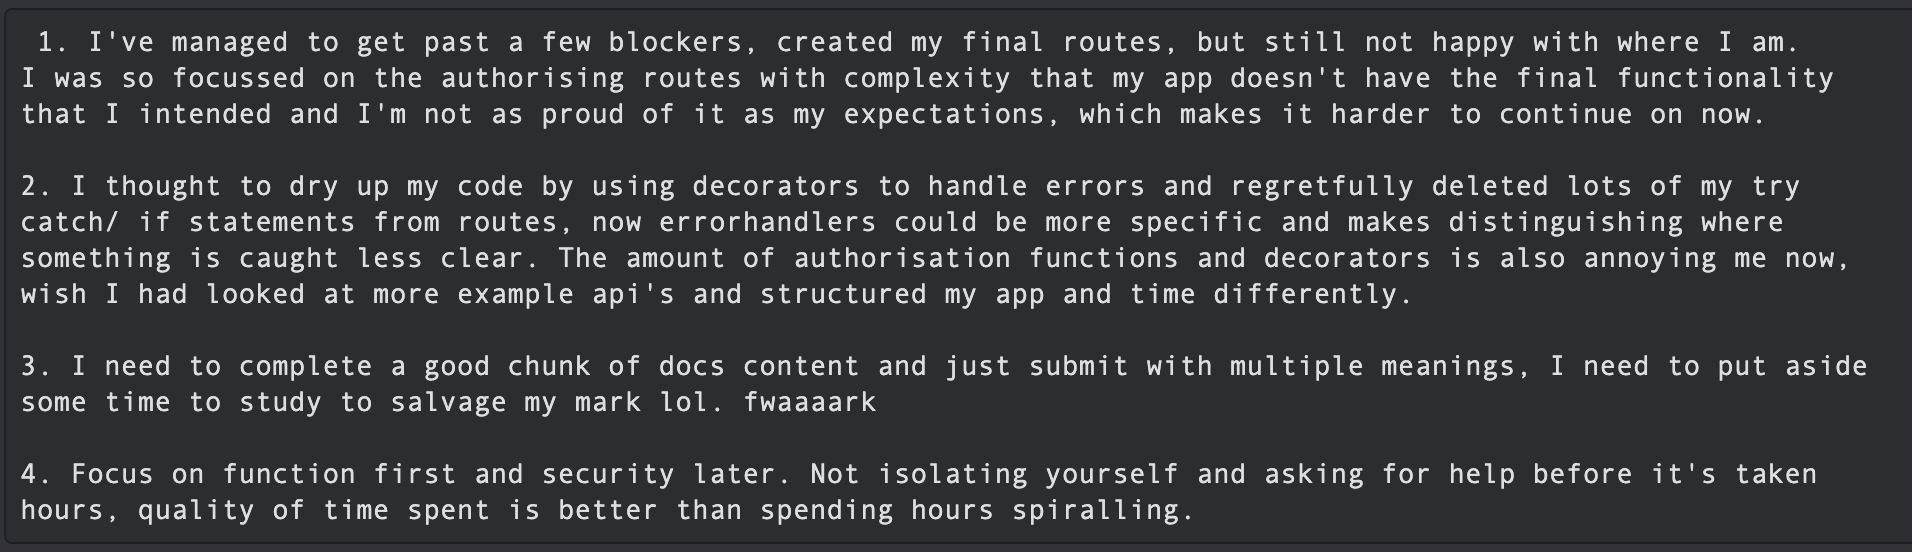 1. I've managed to get past a few blockers, created my final routes, but still not happy with where I am.
I was so focussed on the authorising routes with complexity that my app doesn't have the final functionality
that I intended and I'm not as proud of it as my expectations, which makes it harder to continue on now.
2. I thought to dry up my code by using decorators to handle errors and regretfully deleted lots of my try
catch/ if statements from routes, now errorhandlers could be more specific and makes distinguishing where
something is caught less clear. The amount of authorisation functions and decorators is also annoying me now,
wish I had looked at more example api's and structured my app and time differently.
3. I need to complete a good chunk of docs content and just submit with multiple meanings, I need to put aside
some time to study to salvage my mark lol. fwaaaark
4. Focus on function first and security later. Not isolating yourself and asking for help before it's taken
hours, quality of time spent is better than spending hours spiralling.